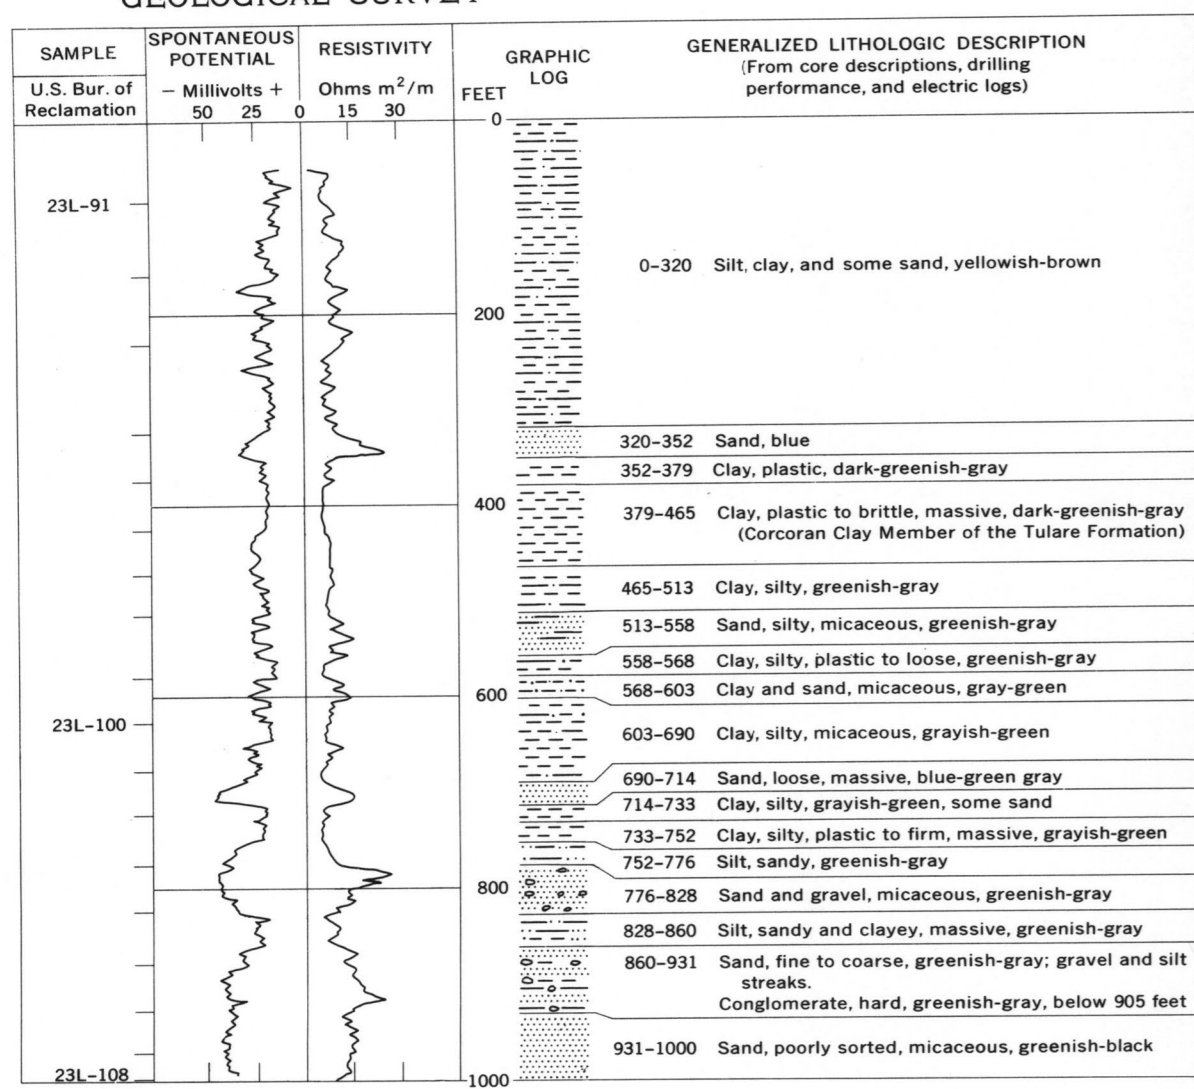 GEOLOGICAL SURVEY
SAMPLE
U.S. Bur. of
Reclamation
SPONTANEOUS
POTENTIAL
− Millivolts +
50 25 0
RESISTIVITY
Ohms m²/m
15 30
FEET
GRAPHIC
LOG
GENERALIZED LITHOLOGIC DESCRIPTION
(From core descriptions, drilling
performance, and electric logs)
0
23L–91
0–320 Silt, clay, and some sand, yellowish-brown
200
320–352 Sand, blue
352–379 Clay, plastic, dark-greenish-gray
400
379–465 Clay, plastic to brittle, massive, dark-greenish-gray
(Corcoran Clay Member of the Tulare Formation)
465–513 Clay, silty, greenish-gray
513–558 Sand, silty, micaceous, greenish-gray
558–568 Clay, silty, plastic to loose, greenish-gray
568–603 Clay and sand, micaceous, gray-green
600
23L–100
603–690 Clay, silty, micaceous, grayish-green
690–714 Sand, loose, massive, blue-green gray
714–733 Clay, silty, grayish-green, some sand
733–752 Clay, silty, plastic to firm, massive, grayish-green
752–776 Silt, sandy, greenish-gray
800
776–828 Sand and gravel, micaceous, greenish-gray
828–860 Silt, sandy and clayey, massive, greenish-gray
860–931 Sand, fine to coarse, greenish-gray; gravel and silt
streaks.
Conglomerate, hard, greenish-gray, below 905 feet
931–1000 Sand, poorly sorted, micaceous, greenish-black
23L–108
1000